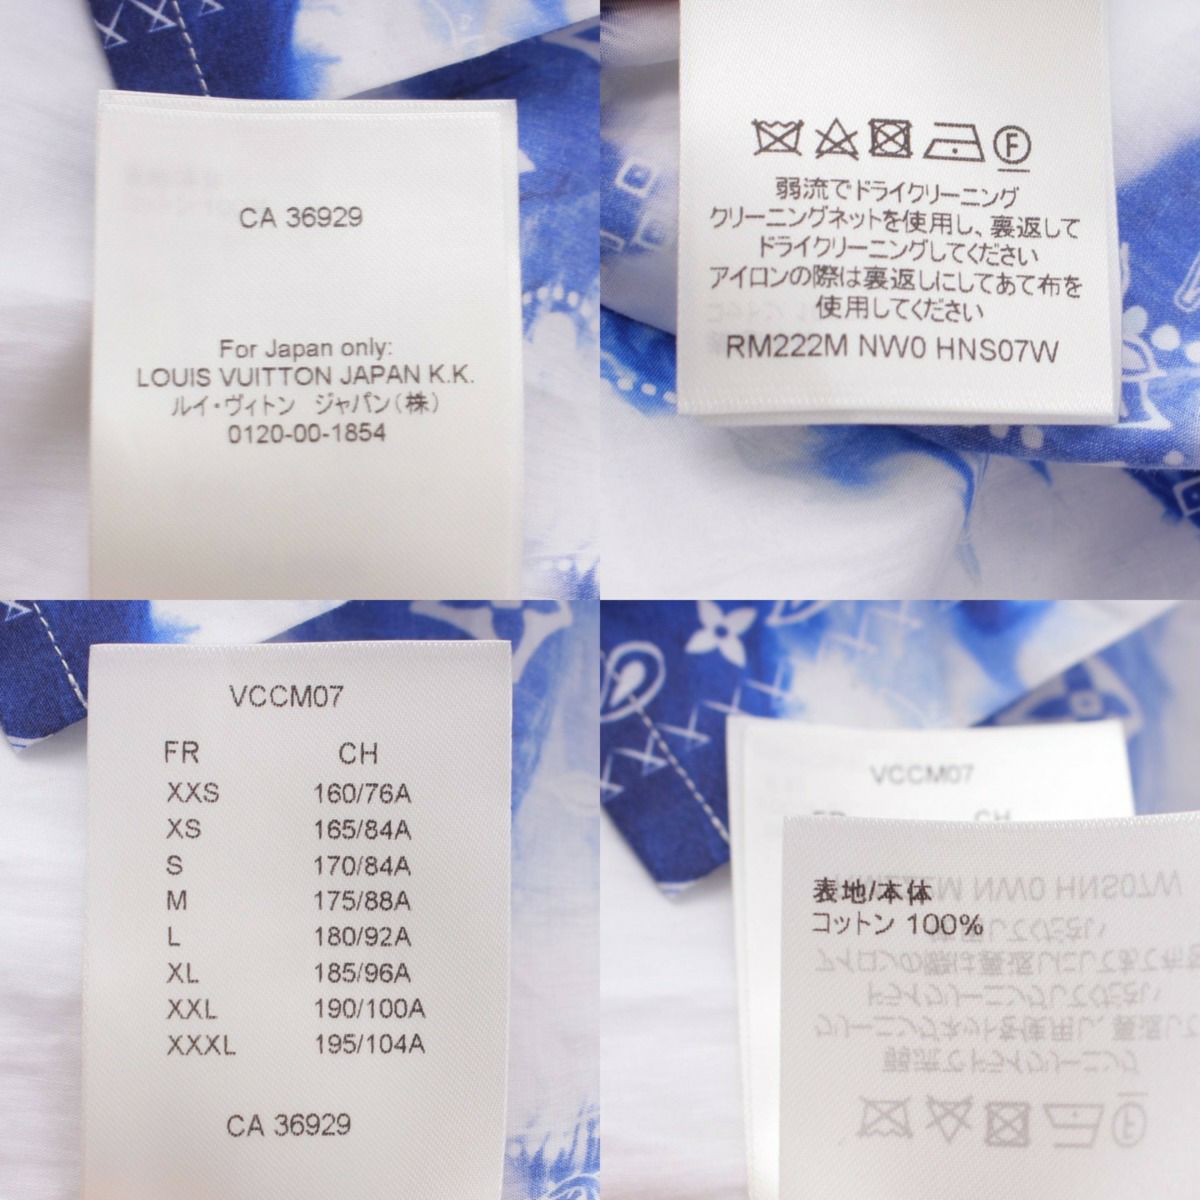 CA 36929
For Japan only:
LOUIS VUITTON JAPAN K.K.
ルイ・ヴィトン ジャパン(株)
0120-00-1854
F
弱流でドライクリーニング
クリーニングネットを使用し、裏返して
ドライクリーニングしてください
アイロンの際は裏返しにしてあて布を
使用してください
RM222M NW0 HNS07W
VCCM07
FR CH
XXS 160/76A
XS 165/84A
S 170/84A
M 175/88A
L 180/92A
XL 185/96A
XXL 190/100A
XXXL 195/104A
CA 36929
VCCM07
FR CH
表地/本体
コットン 100%